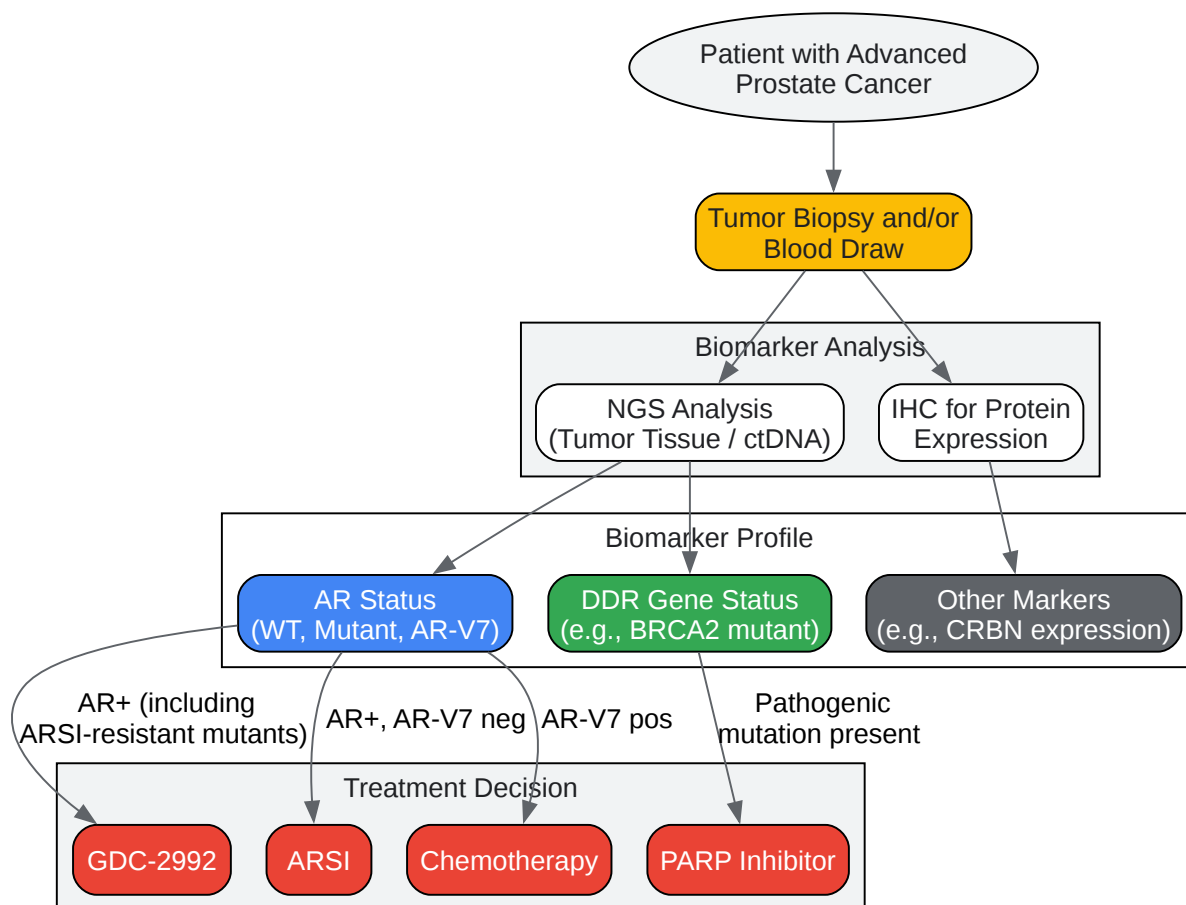 Patient with Advanced
Prostate Cancer
Tumor Biopsy and/or
Blood Draw
Biomarker Analysis
NGS Analysis
(Tumor Tissue / ctDNA)
IHC for Protein
Expression
Biomarker Profile
AR Status
(WT, Mutant, AR-V7)
DDR Gene Status
(e.g., BRCA2 mutant)
Other Markers
(e.g., CRBN expression)
AR+ (including
ARSI-resistant mutants)
AR+, AR-V7 neg
AR-V7 pos
Pathogenic
mutation present
Treatment Decision
GDC-2992
ARSI
Chemotherapy
PARP Inhibitor